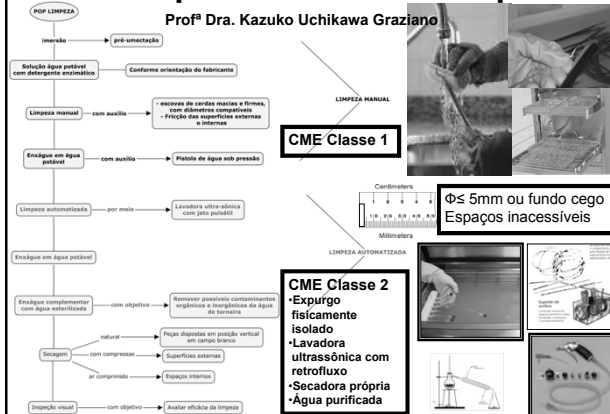 Profª Dra. Kazuko Uchikawa Graziano
POP LIMPEZA
imersão
pré-umectação
Solução água potável
com detergente enzimático
Conforme orientação do fabricante
Limpeza manual
com auxílio
- escovas de cerdas macias e firmes,
com diâmetros compatíveis
- Fricção das superfícies externas
e internas
LIMPEZA MANUAL
CME Classe 1
Enxágue em água
potável
com auxílio
Pistola de água sob pressão
Limpeza automatizada
por meio
Lavadora ultra-sônica
com jato pulsátil
Centimeters
Millimeters
Φ≤ 5mm ou fundo cego
Espaços inacessíveis
LIMPEZA AUTOMATIZADA
Enxágue em água potável
CME Classe 2
•Expurgo
fisicamente
isolado
•Lavadora
ultrassônica com
retrofluxo
•Secadora própria
•Água purificada
Enxágue complementar
com água esterilizada
com objetivo
Remover possíveis contaminantes
orgânicos e inorgânicos da água
de torneira
Secagem
natural
Peças dispostas em posição vertical
em campo branco
com compressas
Superfícies externas
ar comprimido
Espaços internos
Inspeção visual
com objetivo
Avaliar eficácia da limpeza
Suporte de
acrílico